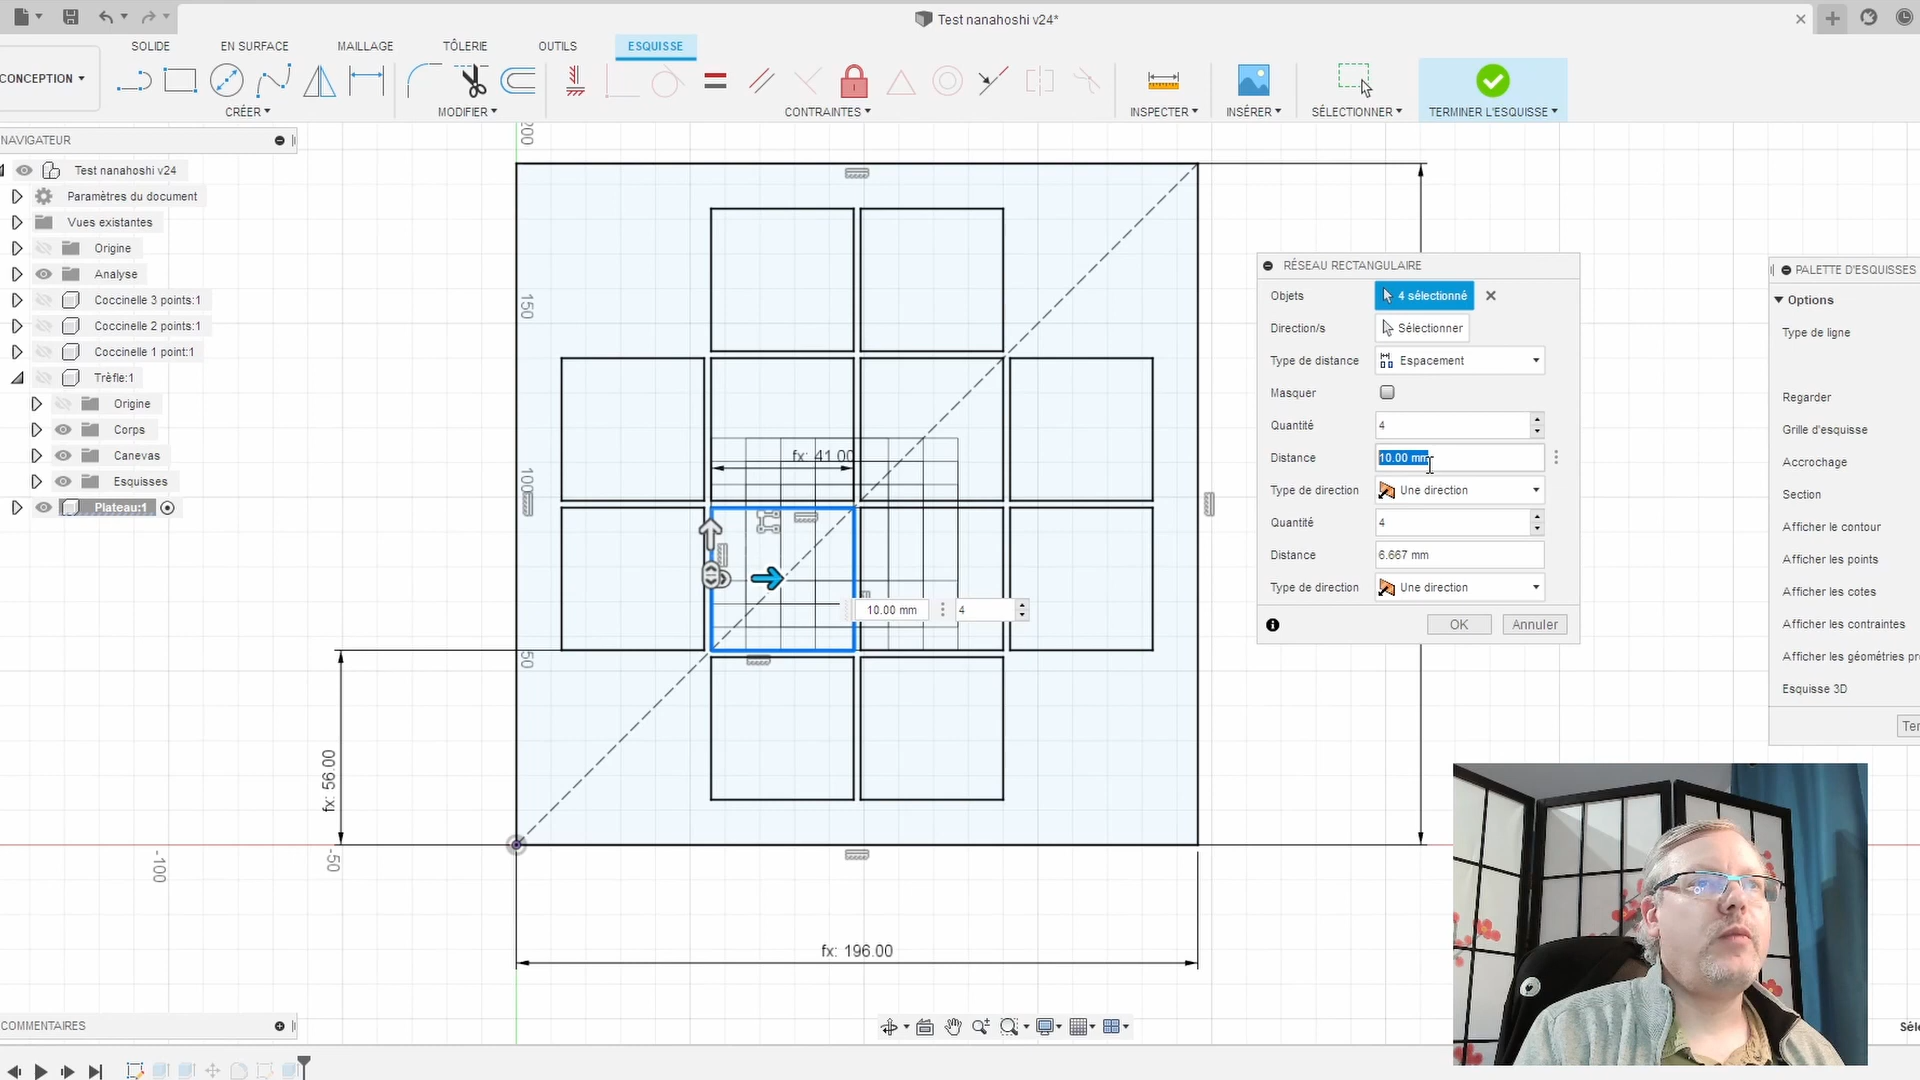 Test nanahoshi v24*
SOLIDE
EN SURFACE
MAILLAGE
TÔLERIE
OUTILS
ESQUISSE
CONCEPTION
CRÉER
MODIFIER
CONTRAINTES
INSPECTER
INSÉRER
SÉLECTIONNER
TERMINER L'ESQUISSE
NAVIGATEUR
Test nanahoshi v24
Paramètres du document
Vues existantes
Origine
Analyse
Coccinelle 3 points:1
Coccinelle 2 points:1
Coccinelle 1 point:1
Trèfle:1
Origine
Corps
Canevas
Esquisses
Plateau:1
200
150
100
50
-50
-100
fx: 41.00
fx: 56.00
fx: 196.00
10.00 mm
4
RÉSEAU RECTANGULAIRE
Objets
4 sélectionné
Direction/s
Sélectionner
Type de distance
Espacement
Masquer
Quantité
4
Distance
10.00 mm
Type de direction
Une direction
Quantité
4
Distance
6.667 mm
Type de direction
Une direction
OK
Annuler
PALETTE D'ESQUISSES
Options
Type de ligne
Regarder
Grille d'esquisse
Accrochage
Section
Afficher le contour
Afficher les points
Afficher les cotes
Afficher les contraintes
Afficher les géométries pr
Esquisse 3D
Ter
COMMENTAIRES
Séle